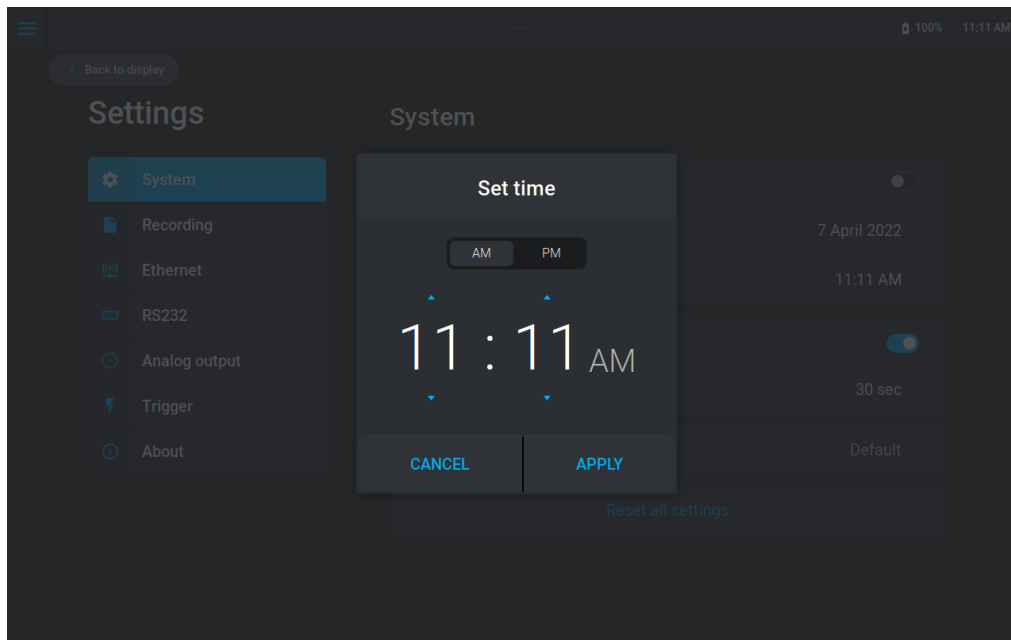 100% 11:11 AM
Back to display
Settings
System
System
Recording
Ethernet
RS232
Analog output
Trigger
About
7 April 2022
11:11 AM
30 sec
Default
Reset all settings
Set time
AM PM
11 : 11 AM
CANCEL APPLY